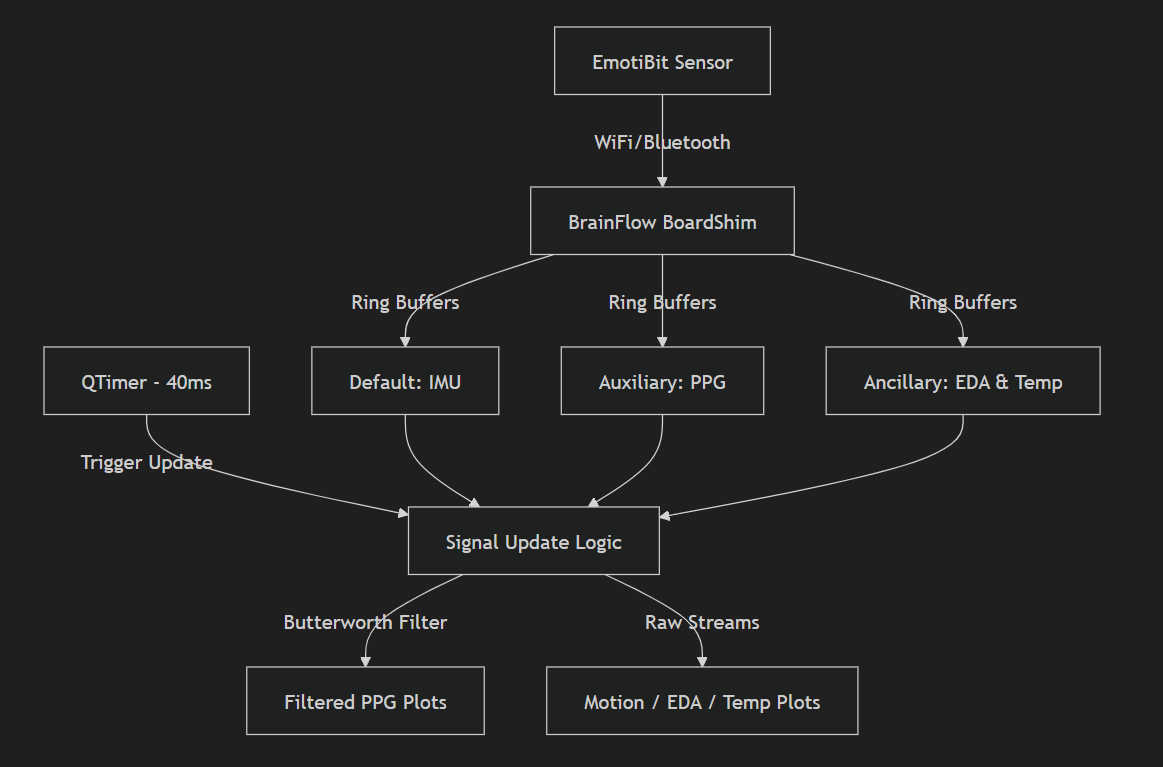 EmotiBit Sensor
WiFi/Bluetooth
BrainFlow BoardShim
Ring Buffers
Ring Buffers
Ring Buffers
QTimer - 40ms
Default: IMU
Auxiliary: PPG
Ancillary: EDA & Temp
Trigger Update
Signal Update Logic
Butterworth Filter
Raw Streams
Filtered PPG Plots
Motion / EDA / Temp Plots